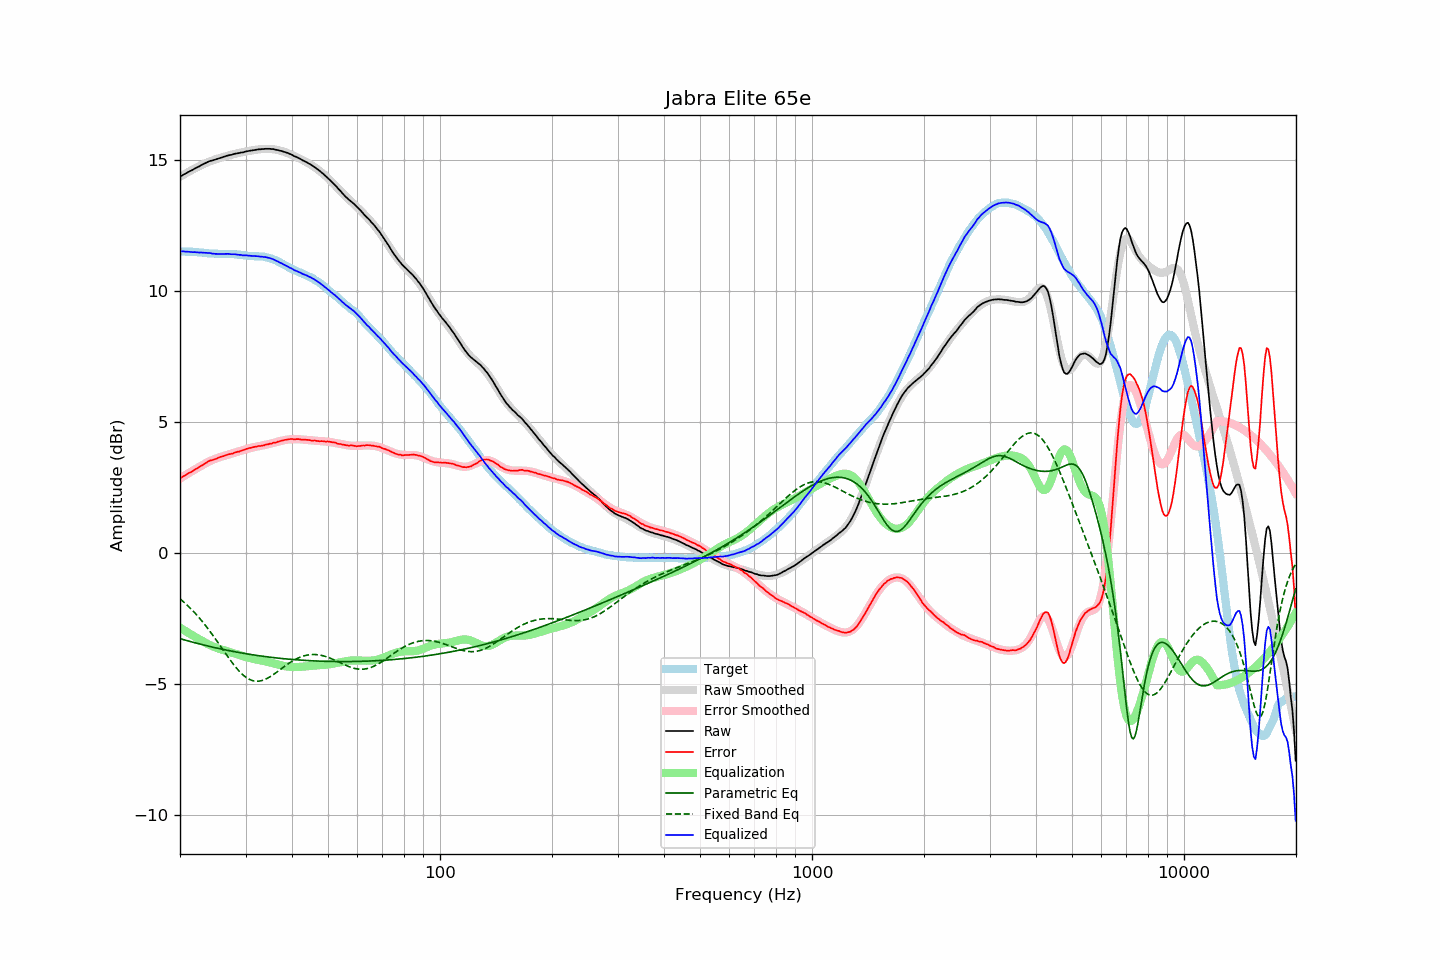 Jabra Elite 65e
Amplitude (dBr)
15
10
5
0
−5
−10
100
1000
10000
Frequency (Hz)
Target
Raw Smoothed
Error Smoothed
Raw
Error
Equalization
Parametric Eq
Fixed Band Eq
Equalized